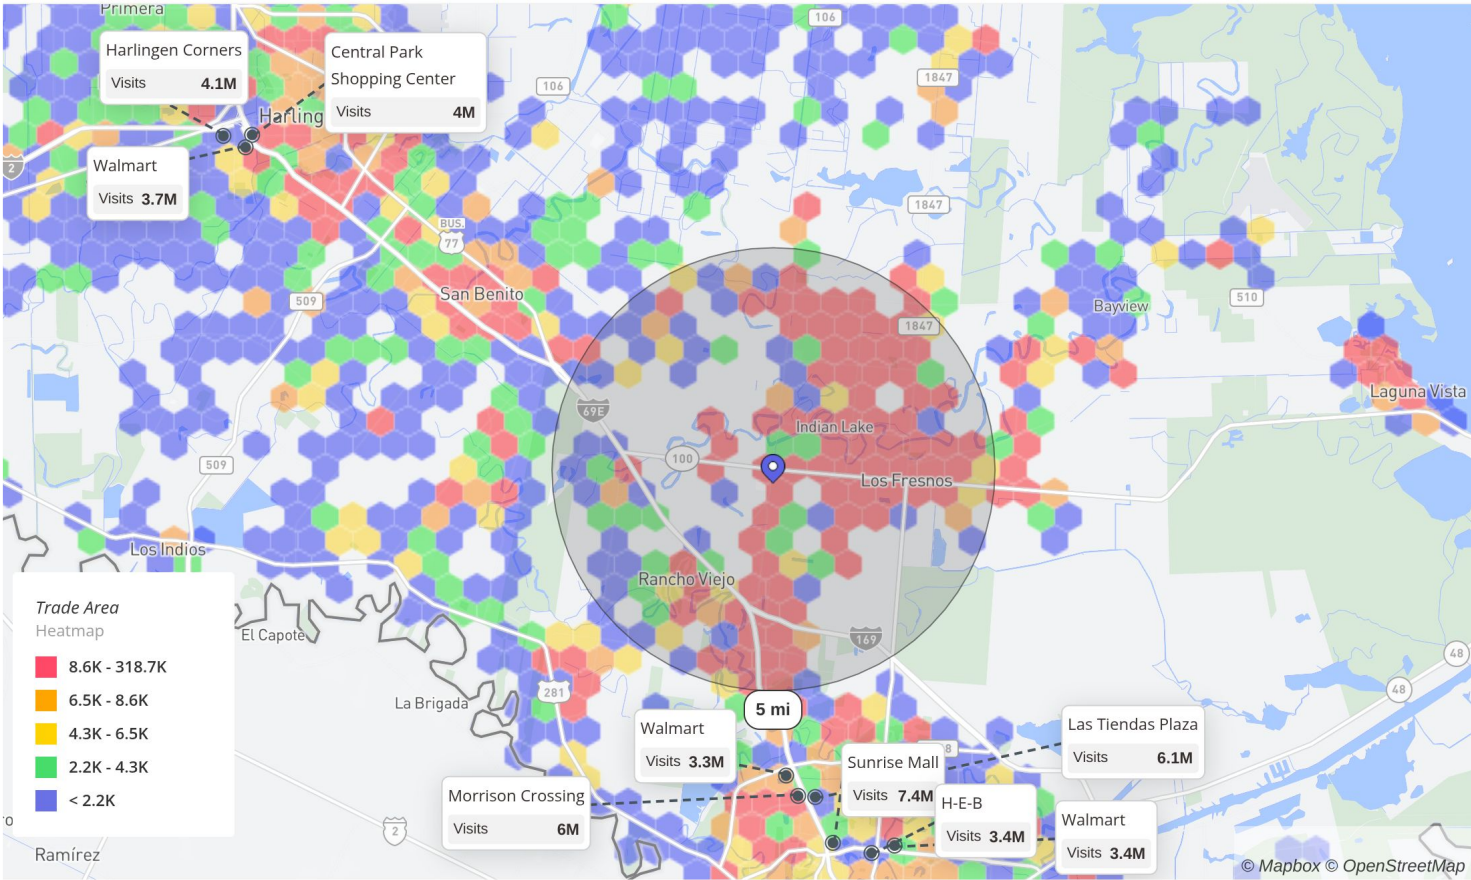 Primera
106
Harlingen Corners
Visits 4.1M
Central Park
Shopping Center
Visits 4M
106
1847
Harling
2
Walmart
Visits 3.7M
1847
BUS.
77
San Benito
509
Bayview
510
1847
Laguna Vista
69E
Indian Lake
509
100
Los Fresnos
Los Indios
Rancho Viejo
Trade Area
Heatmap
8.6K - 318.7K
6.5K - 8.6K
4.3K - 6.5K
2.2K - 4.3K
< 2.2K
El Capote
169
48
281
48
La Brigada
5 mi
Walmart
Visits 3.3M
Las Tiendas Plaza
Visits 6.1M
8
Sunrise Mall
Visits 7.4M
Morrison Crossing
Visits 6M
H-E-B
Visits 3.4M
Walmart
Visits 3.4M
2
ro
Ramírez
© Mapbox © OpenStreetMap